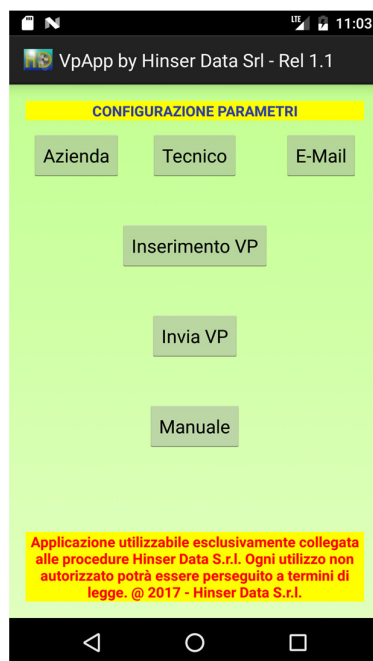 LTE 11:03
VpApp by Hinser Data Srl - Rel 1.1
CONFIGURAZIONE PARAMETRI
Azienda Tecnico E-Mail
Inserimento VP
Invia VP
Manuale
Applicazione utilizzabile esclusivamente collegata
alle procedure Hinser Data S.r.l. Ogni utilizzo non
autorizzato potrà essere perseguito a termini di
legge. @ 2017 - Hinser Data S.r.l.